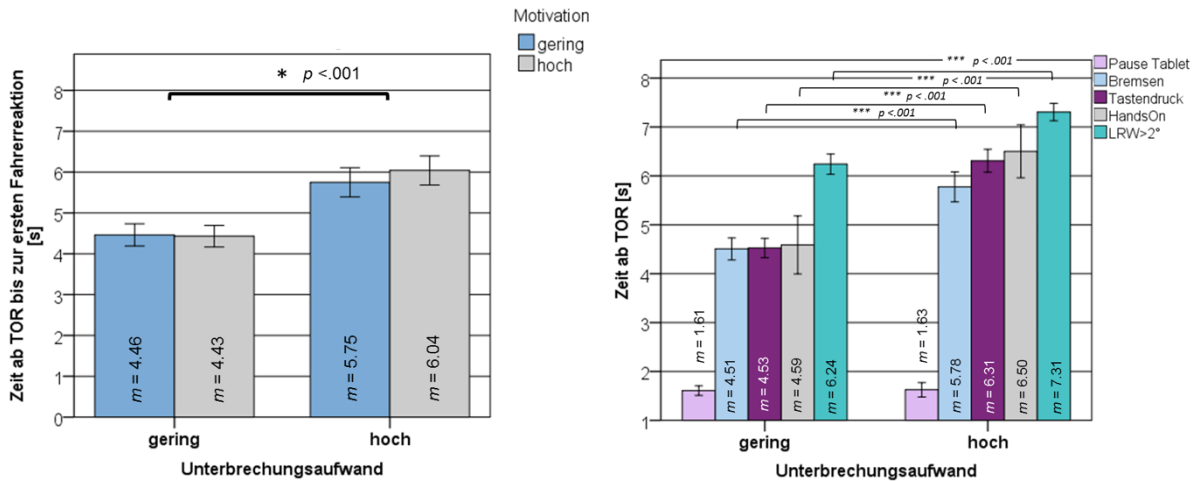 Motivation
gering
hoch
* p <.001
Zeit ab TOR bis zur ersten Fahrerreaktion
[s]
8
7
6
5
4
3
2
1
0
m = 4.46
m = 4.43
m = 5.75
m = 6.04
gering
hoch
Unterbrechungsaufwand
Pause Tablet
Bremsen
Tastendruck
HandsOn
LRW>2°
*** p < .001
*** p < .001
*** p < .001
*** p < .001
Zeit ab TOR [s]
8
7
6
5
4
3
2
1
m = 1.61
m = 4.51
m = 4.53
m = 4.59
m = 6.24
m = 1.63
m = 5.78
m = 6.31
m = 6.50
m = 7.31
gering
hoch
Unterbrechungsaufwand